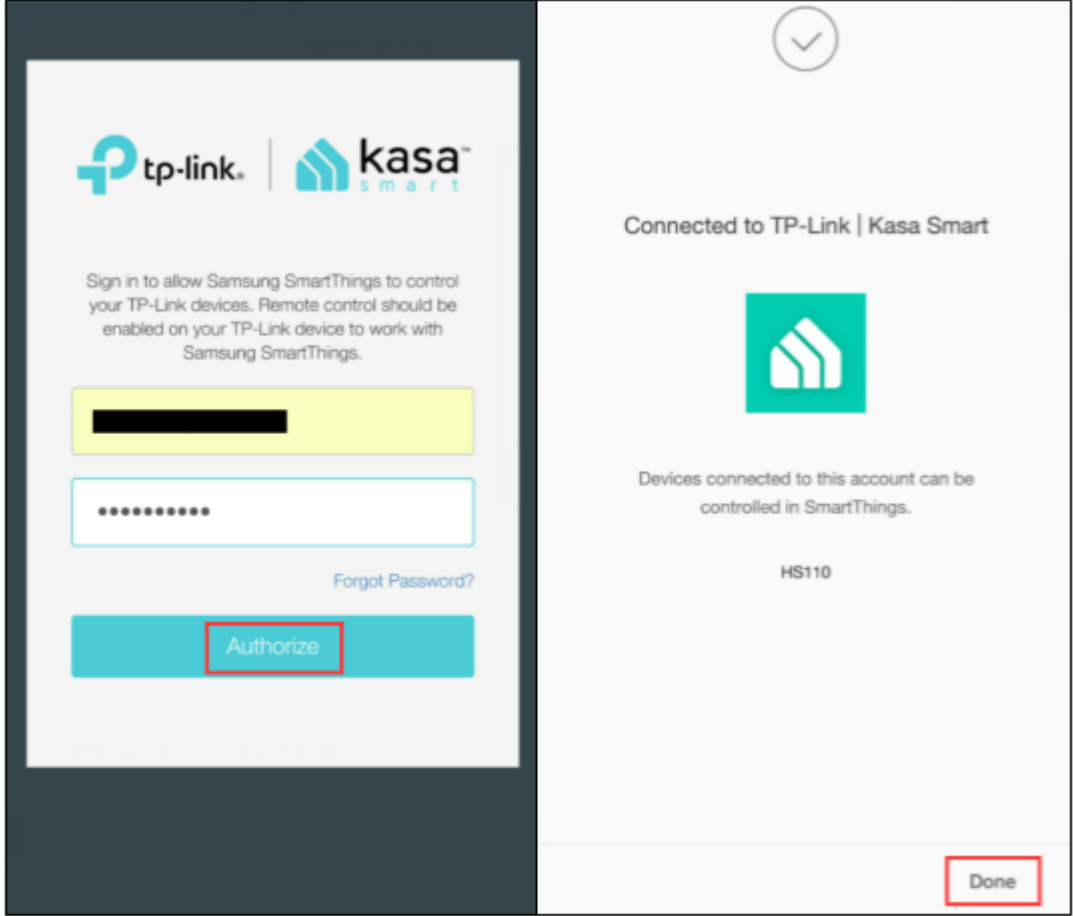 tp-link® | kasa™
smart
Sign in to allow Samsung SmartThings to control
your TP-Link devices. Remote control should be
enabled on your TP-Link device to work with
Samsung SmartThings.
••••••••••
Forgot Password?
Authorize
Connected to TP-Link | Kasa Smart
Devices connected to this account can be
controlled in SmartThings.
HS110
Done